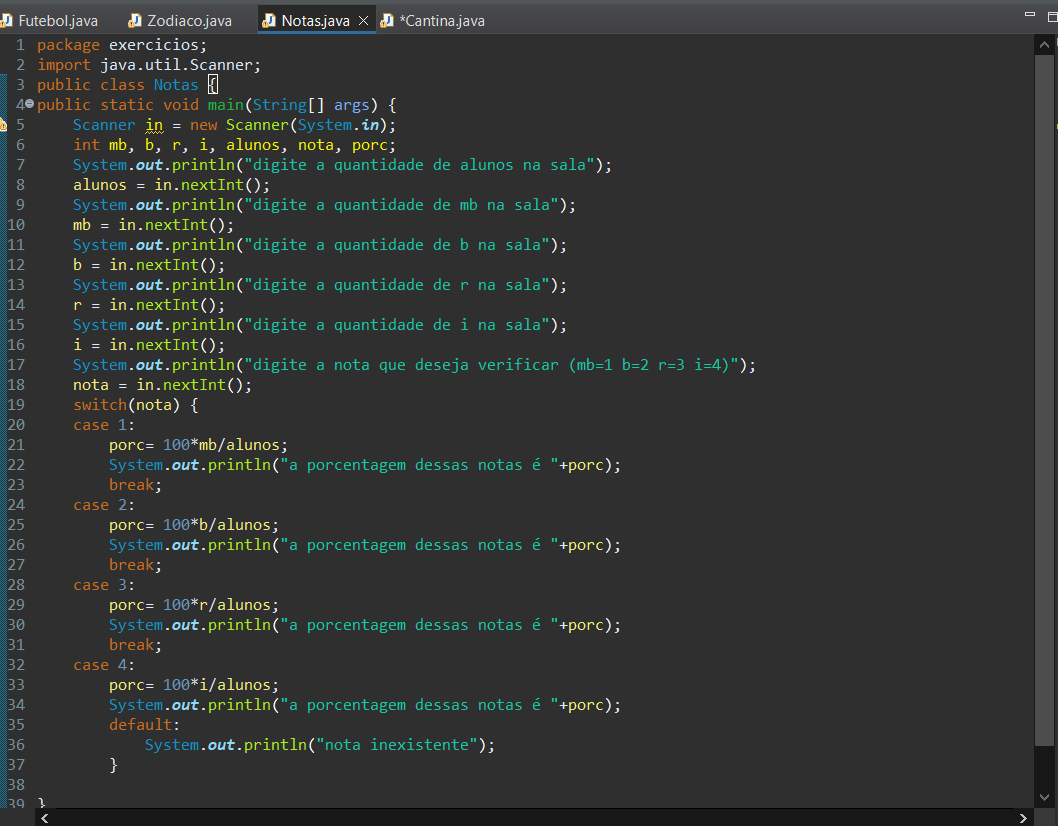 Futebol.java Zodiaco.java Notas.java *Cantina.java
1 package exercicios;
2 import java.util.Scanner;
3 public class Notas {
4 public static void main(String[] args) {
5     Scanner in = new Scanner(System.in);
6     int mb, b, r, i, alunos, nota, porc;
7     System.out.println("digite a quantidade de alunos na sala");
8     alunos = in.nextInt();
9     System.out.println("digite a quantidade de mb na sala");
10     mb = in.nextInt();
11     System.out.println("digite a quantidade de b na sala");
12     b = in.nextInt();
13     System.out.println("digite a quantidade de r na sala");
14     r = in.nextInt();
15     System.out.println("digite a quantidade de i na sala");
16     i = in.nextInt();
17     System.out.println("digite a nota que deseja verificar (mb=1 b=2 r=3 i=4)");
18     nota = in.nextInt();
19     switch(nota) {
20     case 1:
21         porc= 100*mb/alunos;
22         System.out.println("a porcentagem dessas notas é "+porc);
23         break;
24     case 2:
25         porc= 100*b/alunos;
26         System.out.println("a porcentagem dessas notas é "+porc);
27         break;
28     case 3:
29         porc= 100*r/alunos;
30         System.out.println("a porcentagem dessas notas é "+porc);
31         break;
32     case 4:
33         porc= 100*i/alunos;
34         System.out.println("a porcentagem dessas notas é "+porc);
35         default:
36             System.out.println("nota inexistente");
37         }
38
39 }